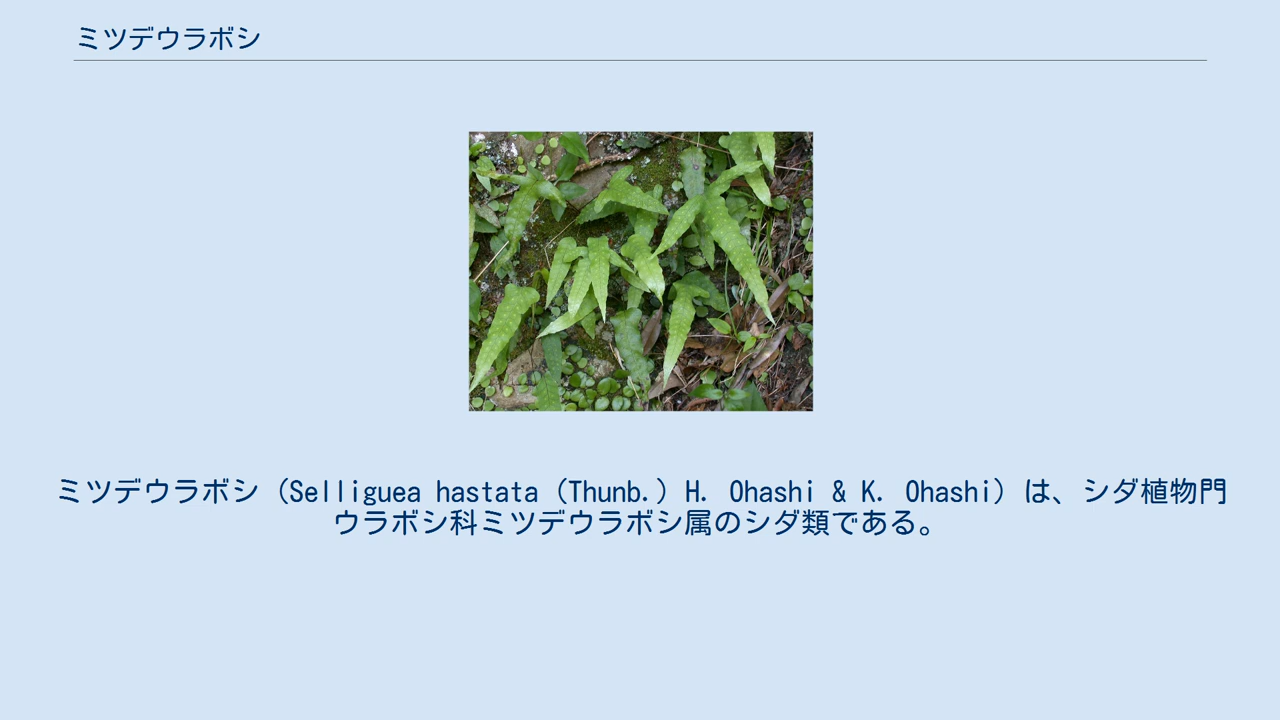 ミツデウラボシ
ミツデウラボシ（Selliguea hastata（Thunb.）H. Ohashi & K. Ohashi）は、シダ植物門
ウラボシ科ミツデウラボシ属のシダ類である。